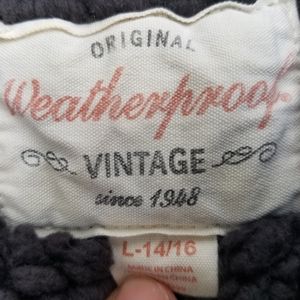 ORIGINAL
Weatherproof
VINTAGE
since 1948
L-14/16
MADE IN CHINA